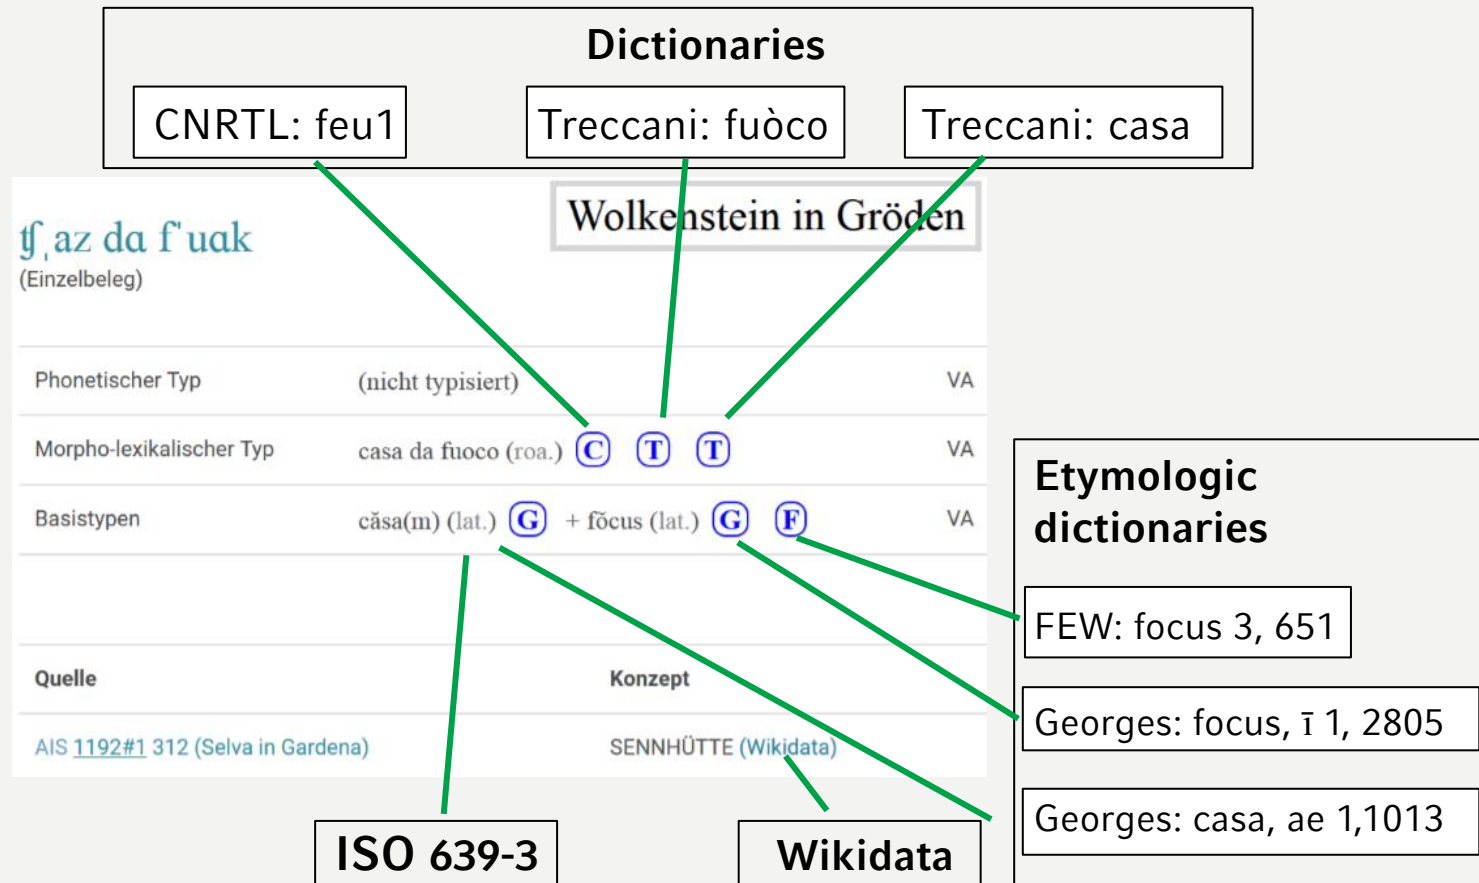 Dictionaries
CNRTL: feu1
Treccani: fuòco
Treccani: casa
Wolkenstein in Gröden
ʧˌaz da fˈuɑk
(Einzelbeleg)
Phonetischer Typ (nicht typisiert) VA
Morpho-lexikalischer Typ casa da fuoco (roa.) C T T VA
Basistypen căsa(m) (lat.) G + fŏcus (lat.) G F VA
Quelle Konzept
AIS 1192#1 312 (Selva in Gardena) SENNHÜTTE (Wikidata)
Etymologic
dictionaries
FEW: focus 3, 651
Georges: focus, ī 1, 2805
Georges: casa, ae 1,1013
ISO 639-3
Wikidata